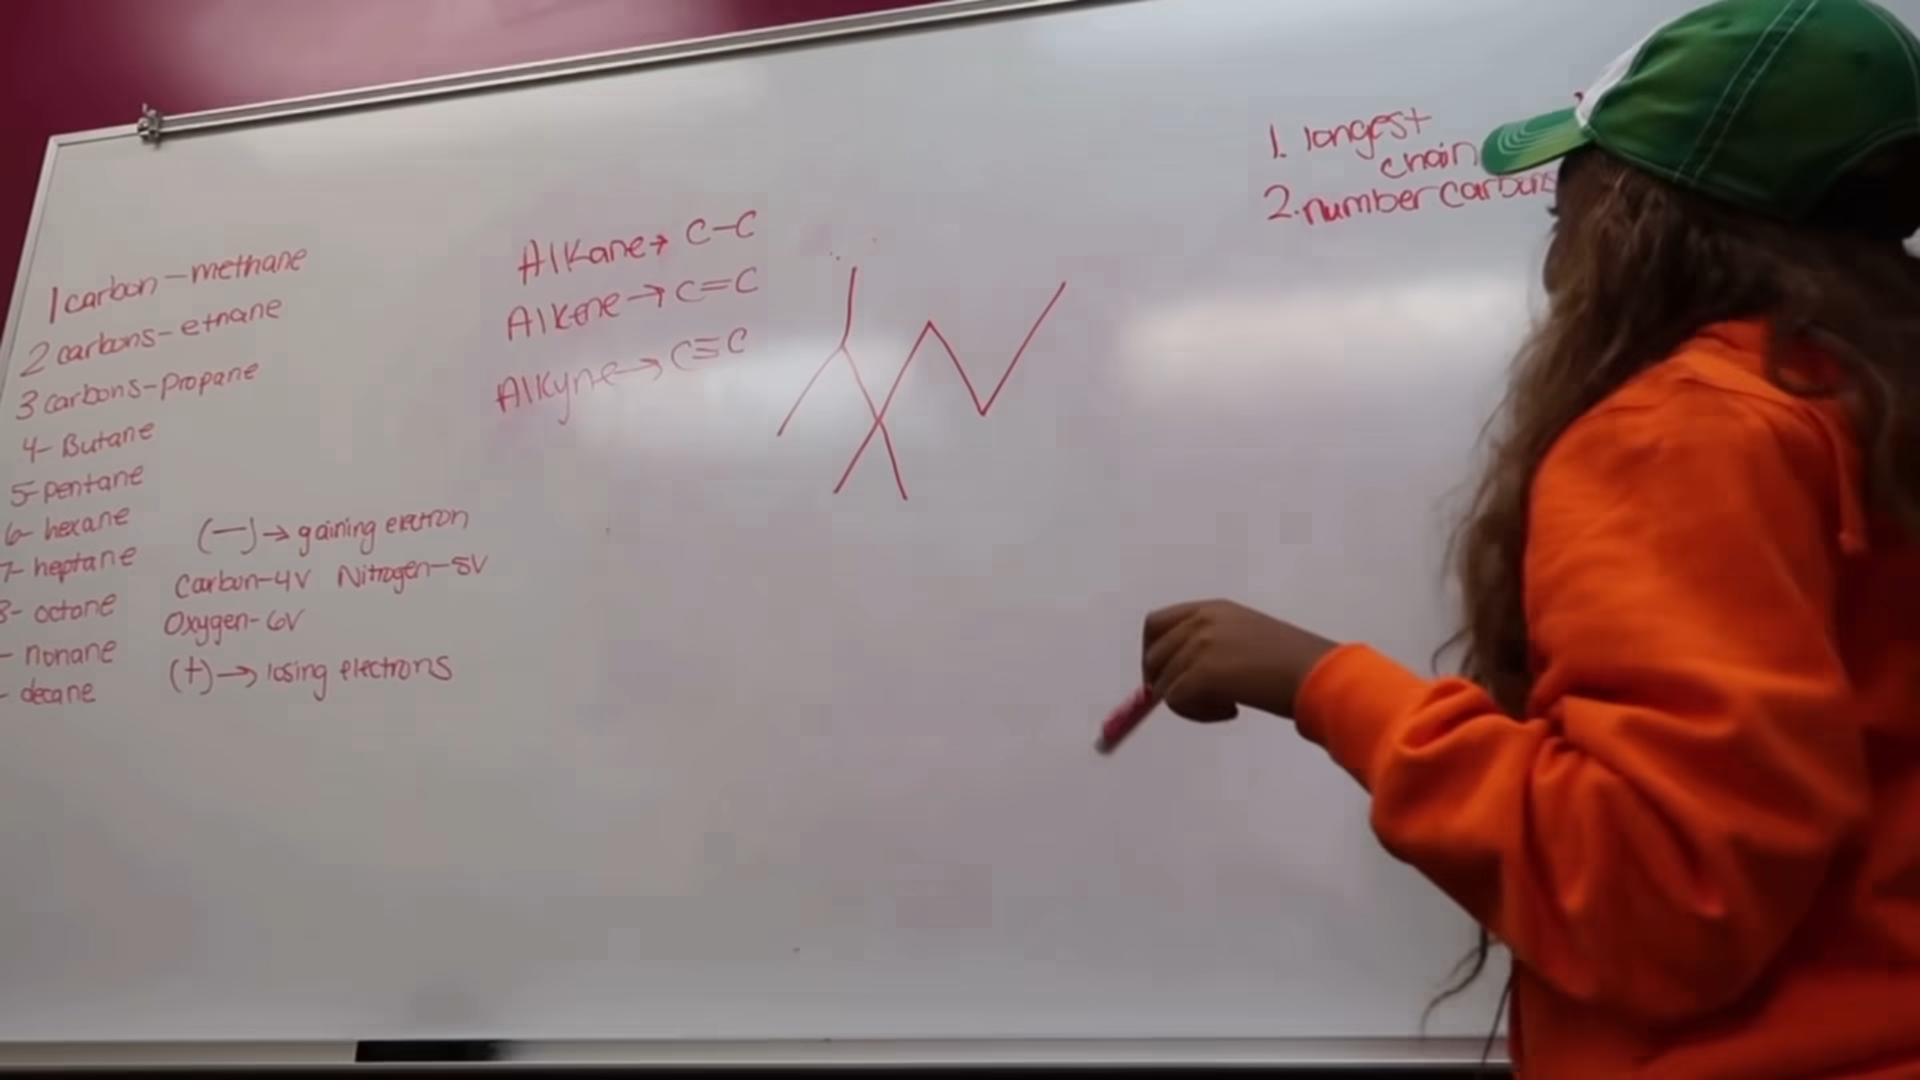 1 carbon - methane
2 carbons - ethane
3 carbons - propane
4- Butane
5- pentane
6- hexane
7- heptane
8- octane
- nonane
- decane
(-) → gaining electron
Carbon-4V Nitrogen-5V
Oxygen-6V
(+) → losing electrons
Alkane → C-C
Alkene → C=C
Alkyne → C≡C
1. longest
chain
2. number carbons